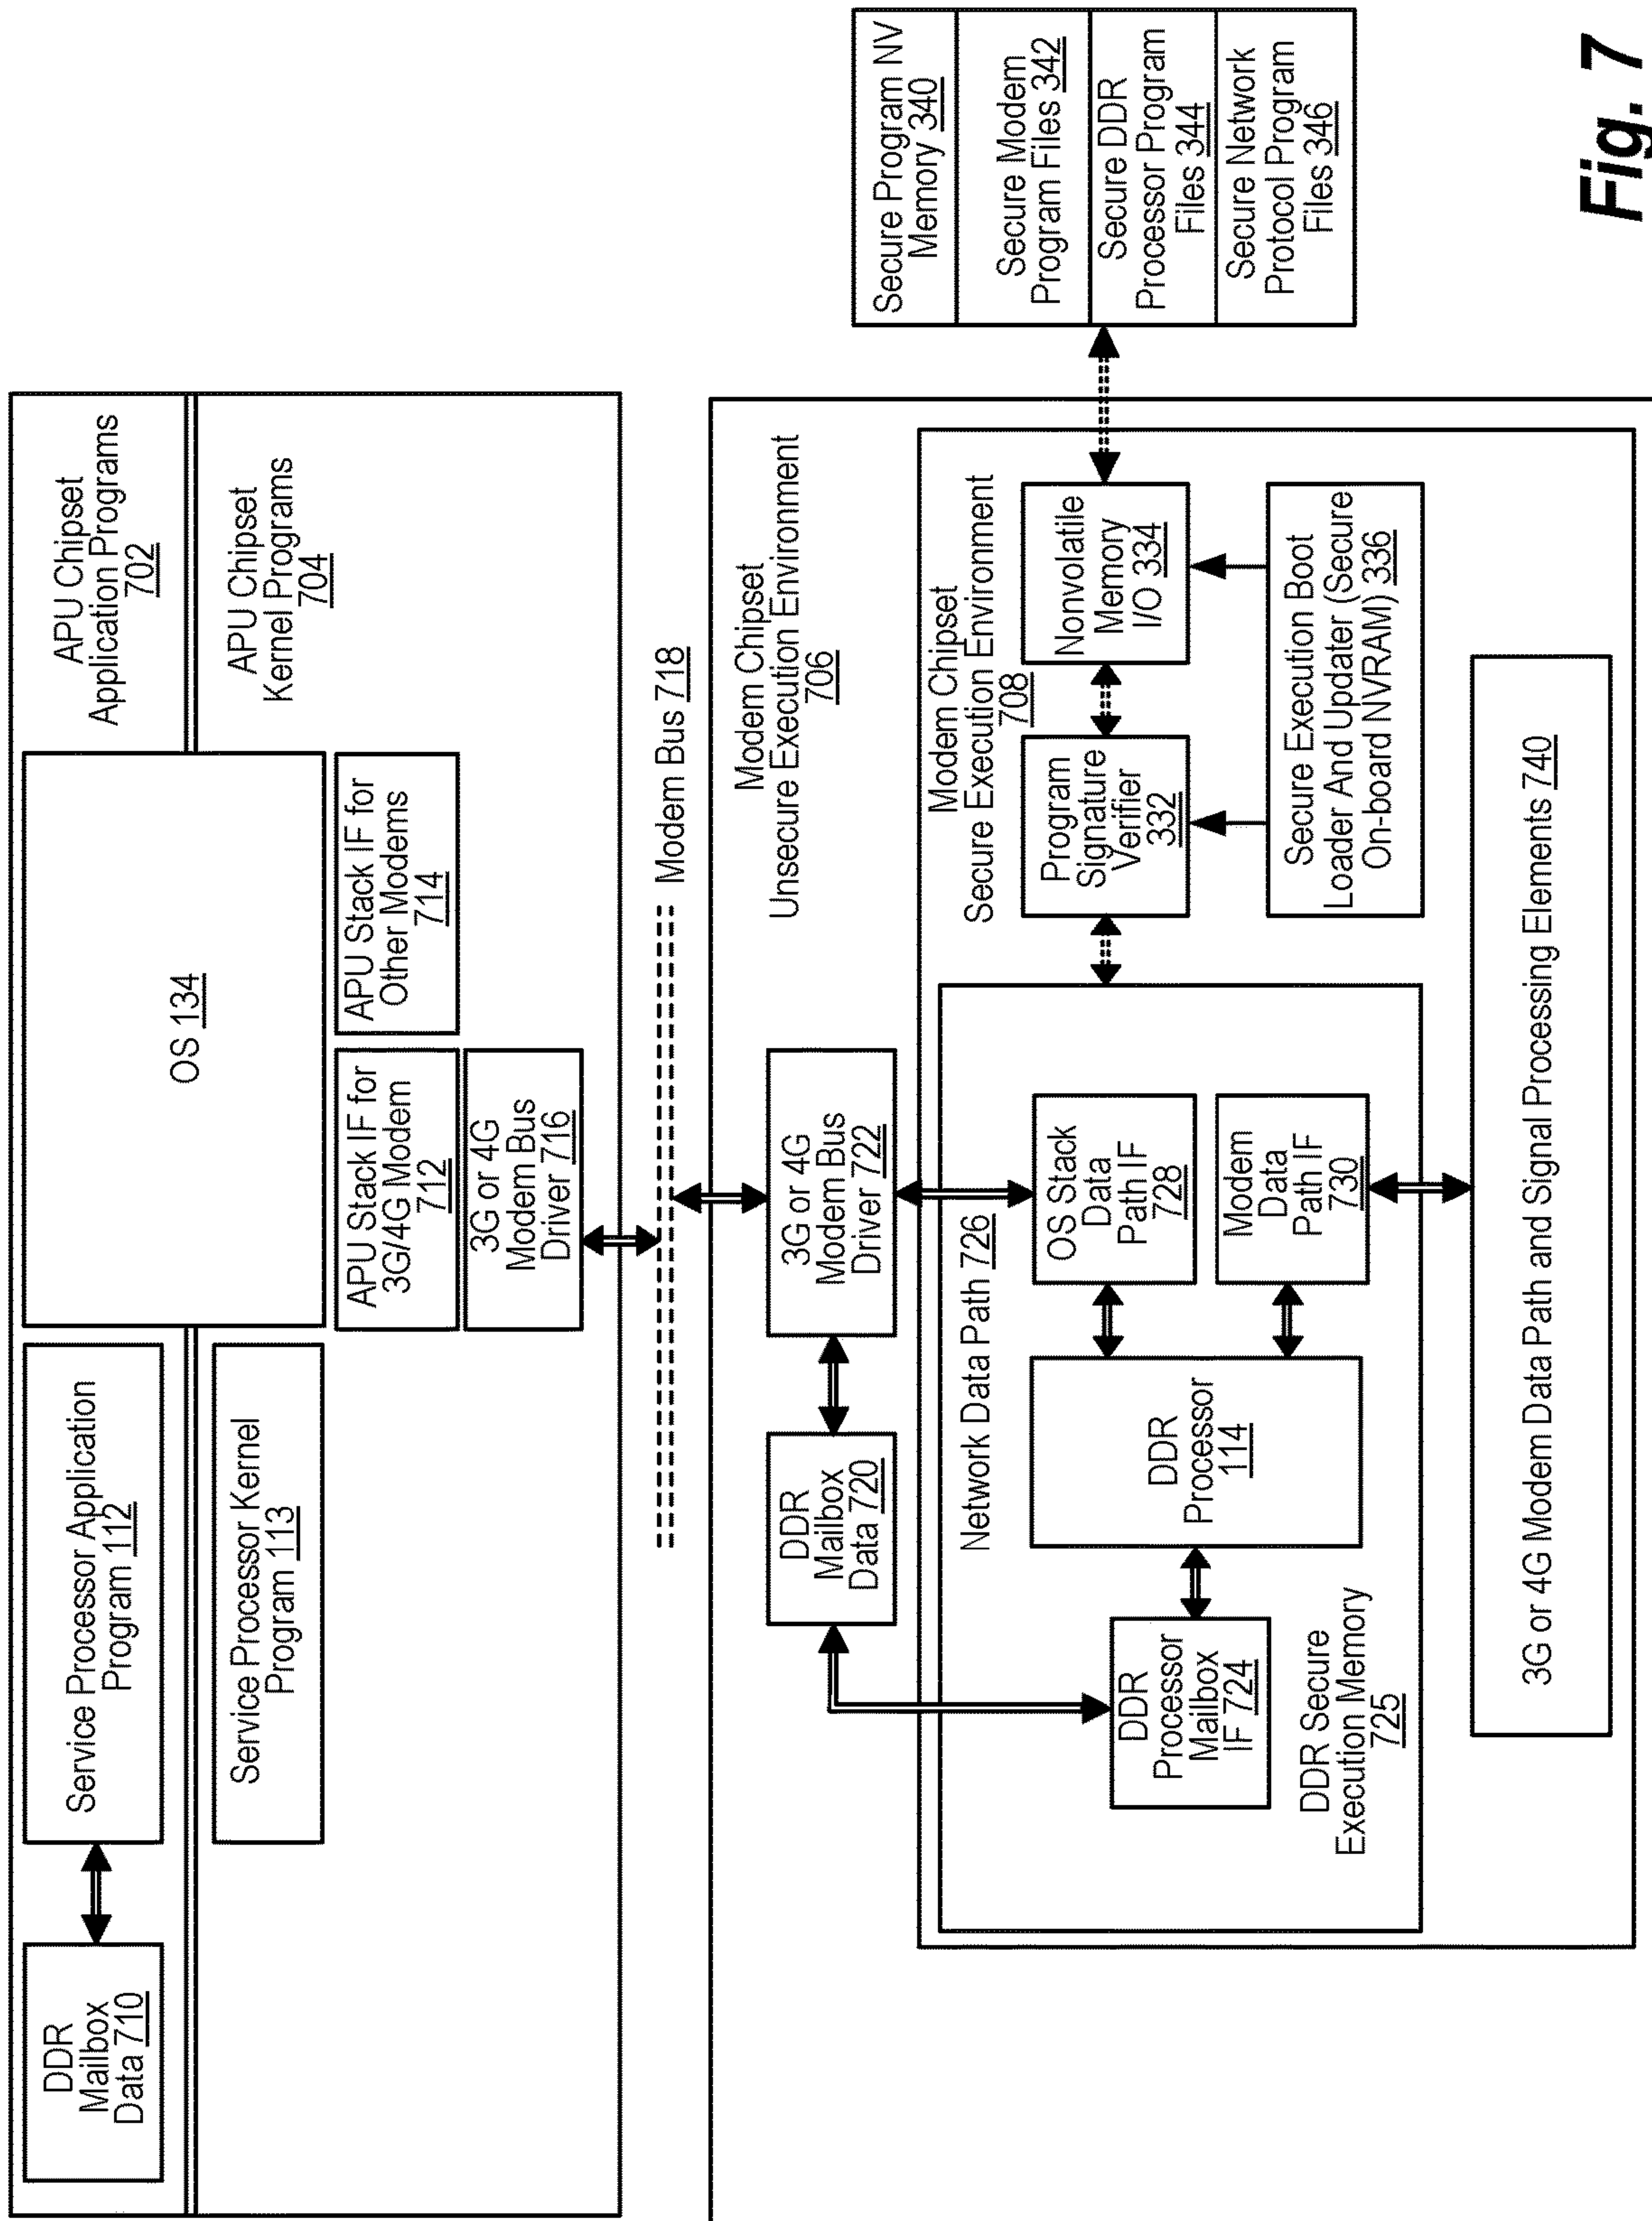 DDR
Mailbox
Data 710
Service Processor Application
Program 112
OS 134
APU Chipset
Application Programs
702
Service Processor Kernel
Program 113
APU Chipset
Kernel Programs
704
APU Stack IF for
3G/4G Modem
712
APU Stack IF for
Other Modems
714
3G or 4G
Modem Bus
Driver 716
Modem Bus 718
Modem Chipset
Unsecure Execution Environment
706
DDR
Mailbox
Data 720
3G or 4G
Modem Bus
Driver 722
Modem Chipset
Secure Execution Environment
708
Network Data Path 726
DDR
Processor
Mailbox
IF 724
DDR
Processor
114
OS Stack
Data
Path IF
728
Modem
Data
Path IF
730
DDR Secure
Execution Memory
725
Program
Signature
Verifier
332
Nonvolatile
Memory
I/O 334
Secure Execution Boot
Loader And Updater (Secure
On-board NVRAM) 336
3G or 4G Modem Data Path and Signal Processing Elements 740
Secure Program NV
Memory 340
Secure Modem
Program Files 342
Secure DDR
Processor Program
Files 344
Secure Network
Protocol Program
Files 346
Fig. 7